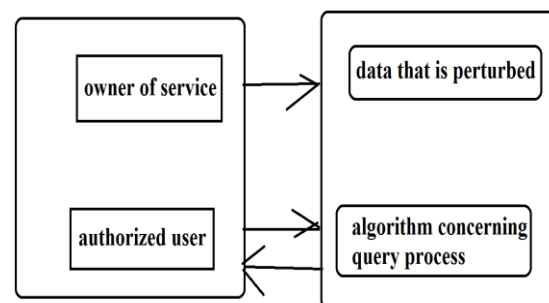 owner of service
data that is perturbed
authorized user
algorithm concerning
query process